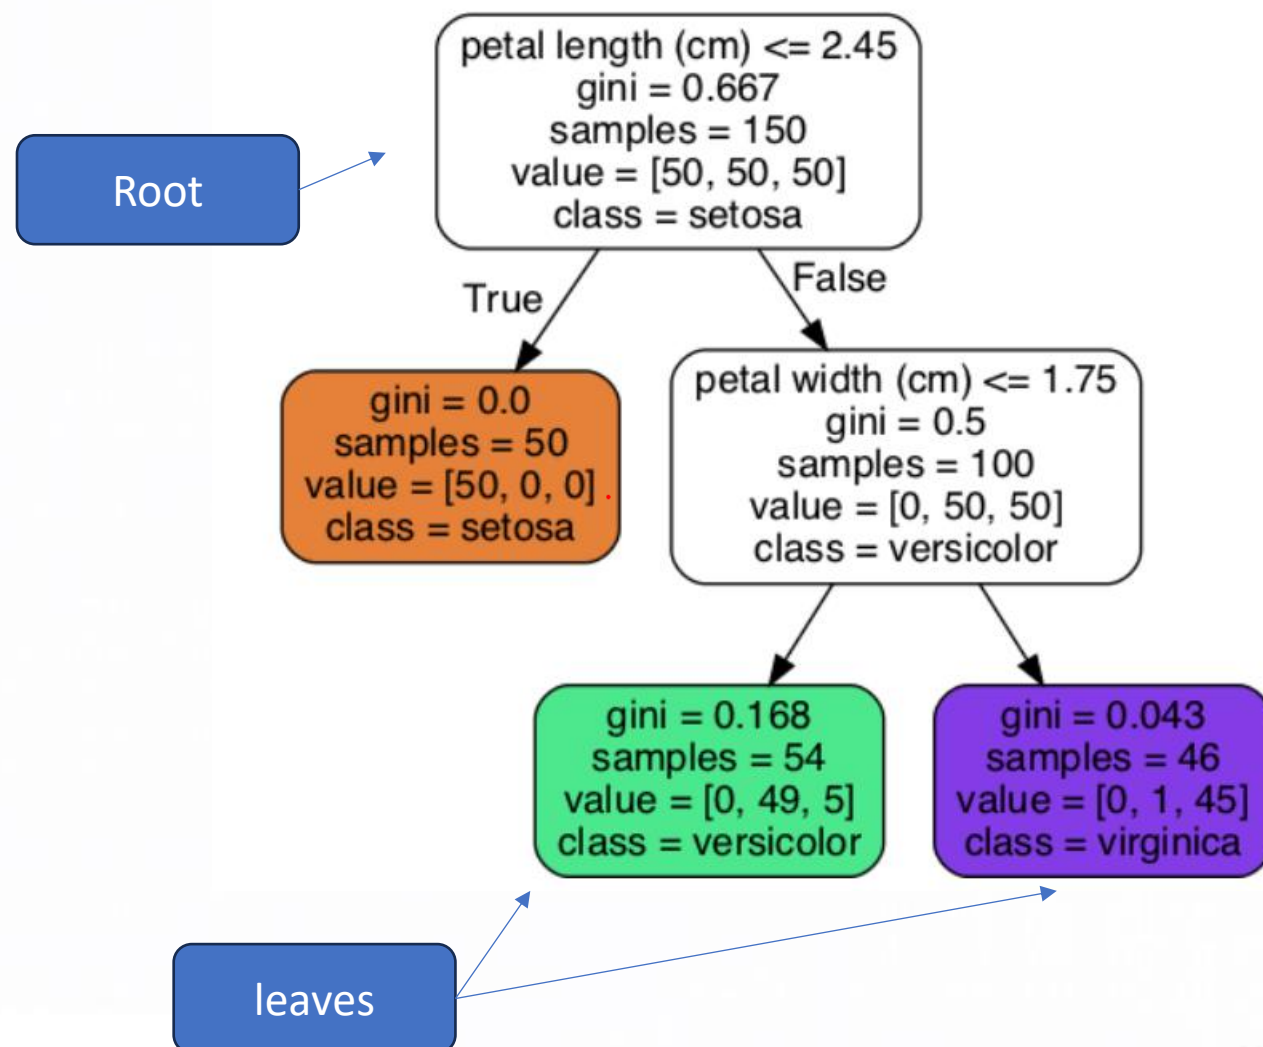 petal length (cm) <= 2.45
gini = 0.667
samples = 150
value = [50, 50, 50]
class = setosa
Root
True
False
gini = 0.0
samples = 50
value = [50, 0, 0]
class = setosa
petal width (cm) <= 1.75
gini = 0.5
samples = 100
value = [0, 50, 50]
class = versicolor
gini = 0.168
samples = 54
value = [0, 49, 5]
class = versicolor
gini = 0.043
samples = 46
value = [0, 1, 45]
class = virginica
leaves